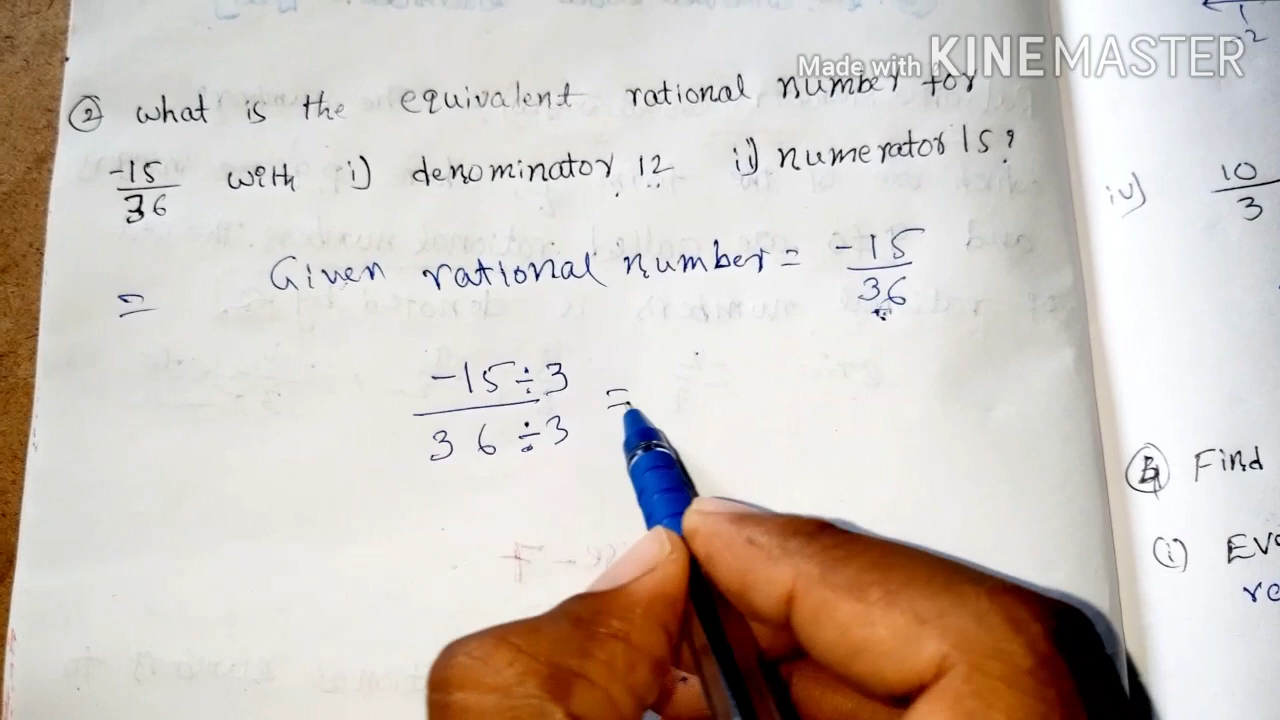 Made with KINEMASTER
② What is the equivalent rational number for
-15/36 with i) denominator 12 ii) numerator 15?
= Given rational number = -15/36
-15÷3 =
36÷3
iv) 10/3
④ Find
(i) Eva
re